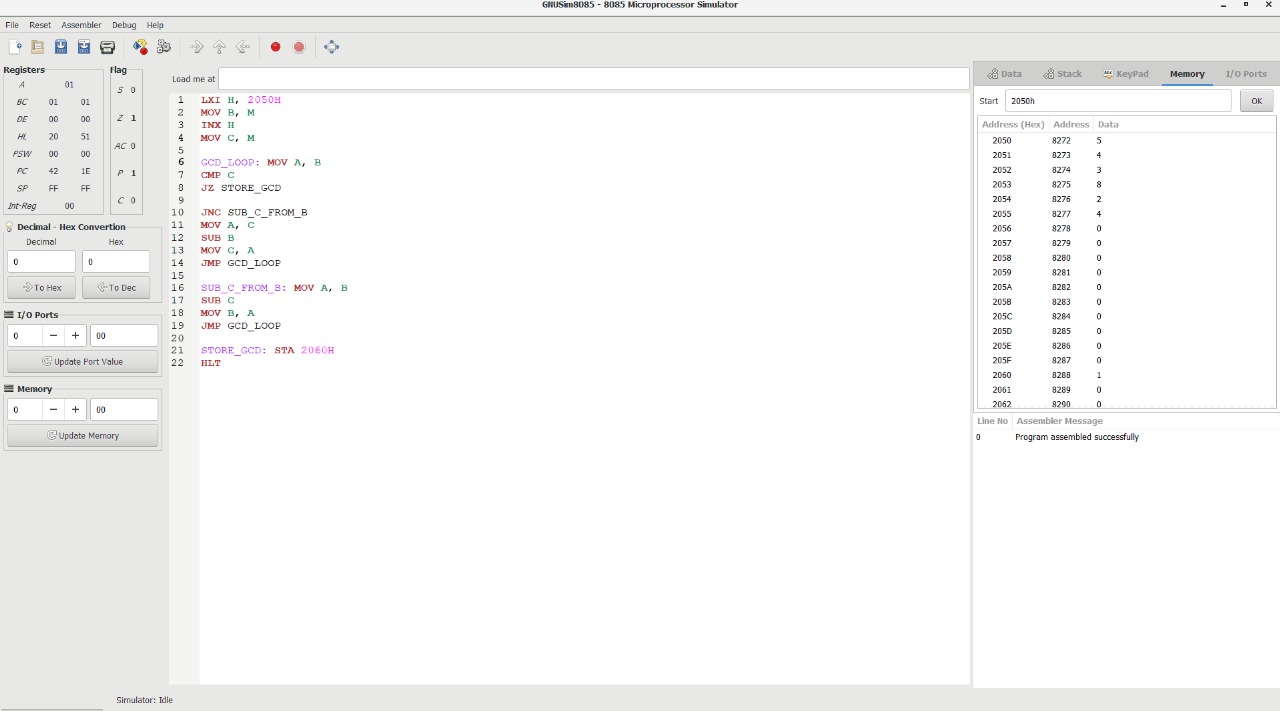 GNUSim8085 - 8085 Microprocessor Simulator
File Reset Assembler Debug Help
Registers
A 01
BC 01 01
DE 00 00
HL 20 51
PSW 00 00
PC 42 1E
SP FF FF
Int-Reg 00
Flag
S 0
Z 1
AC 0
P 1
C 0
Decimal - Hex Convertion
Decimal Hex
0 0
To Hex To Dec
I/O Ports
0 − + 00
Update Port Value
Memory
0 − + 00
Update Memory
Load me at
1 LXI H, 2050H
2 MOV B, M
3 INX H
4 MOV C, M
5
6 GCD_LOOP: MOV A, B
7 CMP C
8 JZ STORE_GCD
9
10 JNC SUB_C_FROM_B
11 MOV A, C
12 SUB B
13 MOV C, A
14 JMP GCD_LOOP
15
16 SUB_C_FROM_B: MOV A, B
17 SUB C
18 MOV B, A
19 JMP GCD_LOOP
20
21 STORE_GCD: STA 2060H
22 HLT
Data Stack KeyPad Memory I/O Ports
Start 2050h OK
Address (Hex) Address Data
2050 8272 5
2051 8273 4
2052 8274 3
2053 8275 8
2054 8276 2
2055 8277 4
2056 8278 0
2057 8279 0
2058 8280 0
2059 8281 0
205A 8282 0
205B 8283 0
205C 8284 0
205D 8285 0
205E 8286 0
205F 8287 0
2060 8288 1
2061 8289 0
2062 8290 0
Line No Assembler Message
0 Program assembled successfully
Simulator: Idle